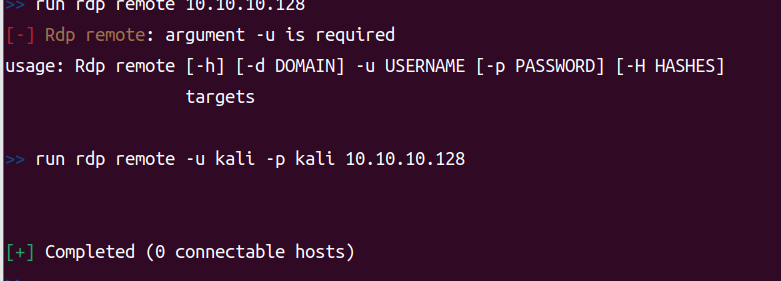 >> run rdp remote 10.10.10.128
[-] Rdp remote: argument -u is required
usage: Rdp remote [-h] [-d DOMAIN] -u USERNAME [-p PASSWORD] [-H HASHES]
targets
>> run rdp remote -u kali -p kali 10.10.10.128
[+] Completed (0 connectable hosts)
>>